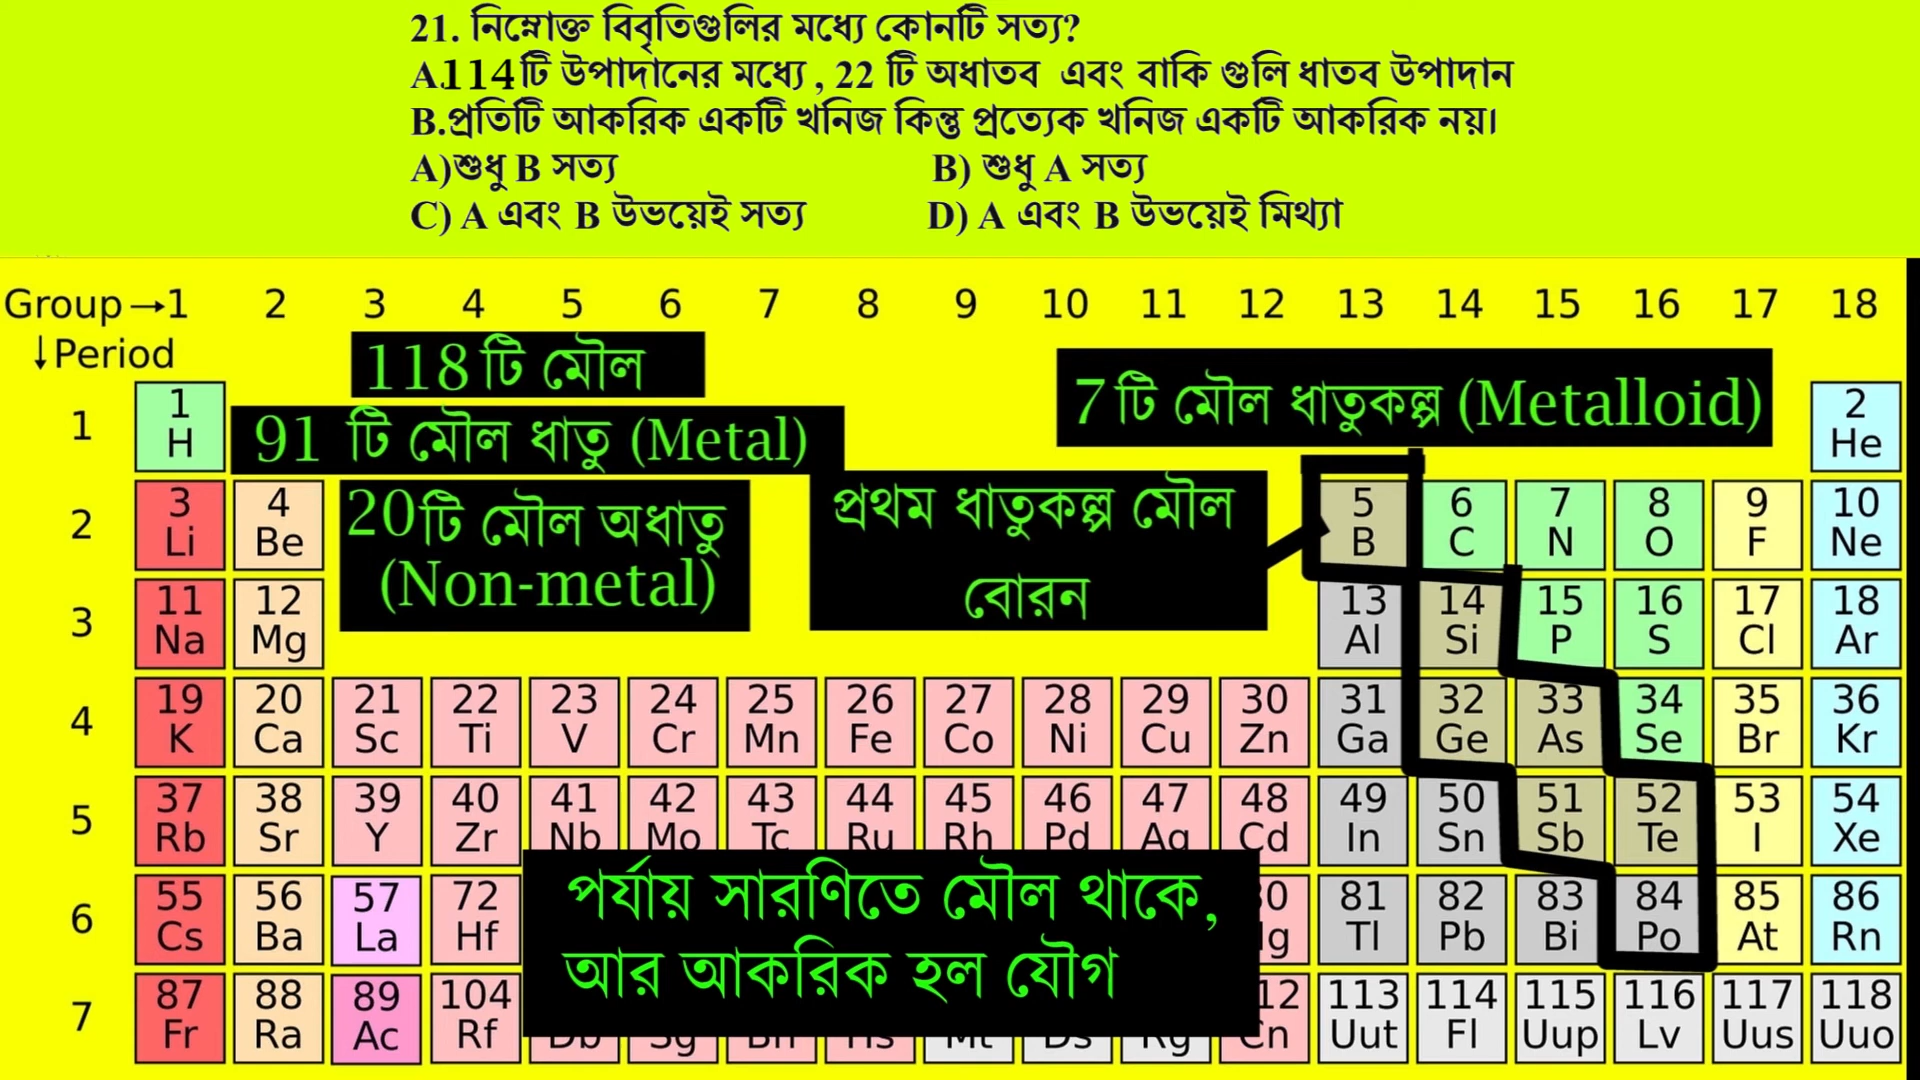 21. নিম্নোক্ত বিবৃতিগুলির মধ্যে কোনটি সত্য?
A.114টি উপাদানের মধ্যে , 22 টি অধাতব এবং বাকি গুলি ধাতব উপাদান
B.প্রতিটি আকরিক একটি খনিজ কিন্তু প্রত্যেক খনিজ একটি আকরিক নয়।
A)শুধু B সত্য B) শুধু A সত্য
C) A এবং B উভয়েই সত্য D) A এবং B উভয়েই মিথ্যা
Group →1 2 3 4 5 6 7 8 9 10 11 12 13 14 15 16 17 18
↓Period
118 টি মৌল
7 টি মৌল ধাতুকল্প (Metalloid)
91 টি মৌল ধাতু (Metal)
20টি মৌল অধাতু
(Non-metal)
প্রথম ধাতুকল্প মৌল
বোরন
1 1 2
H He
2 3 4 5 6 7 8 9 10
Li Be B C N O F Ne
3 11 12 13 14 15 16 17 18
Na Mg Al Si P S Cl Ar
4 19 20 21 22 23 24 25 26 27 28 29 30 31 32 33 34 35 36
K Ca Sc Ti V Cr Mn Fe Co Ni Cu Zn Ga Ge As Se Br Kr
5 37 38 39 40 41 42 43 44 45 46 47 48 49 50 51 52 53 54
Rb Sr Y Zr Nb Mo Tc Ru Rh Pd Ag Cd In Sn Sb Te I Xe
পর্যায় সারণিতে মৌল থাকে,
আর আকরিক হল যৌগ
6 55 56 57 72 81 82 83 84 85 86
Cs Ba La Hf Tl Pb Bi Po At Rn
7 87 88 89 104 113 114 115 116 117 118
Fr Ra Ac Rf Db Sg Bh Hs Mt Ds Rg Cn Uut Fl Uup Lv Uus Uuo